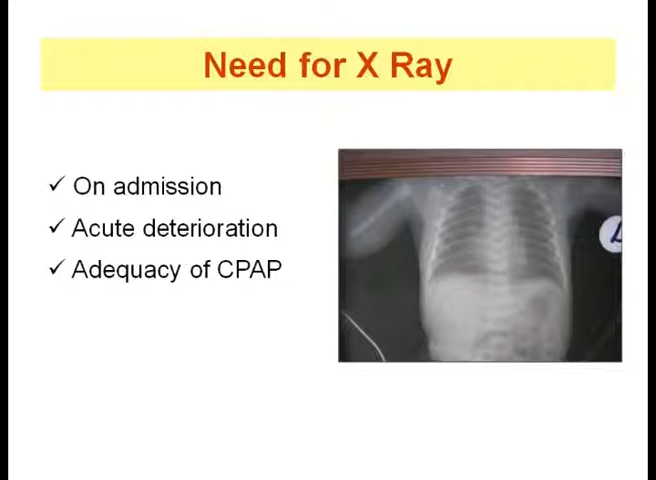 Need for X Ray
✓ On admission
✓ Acute deterioration
✓ Adequacy of CPAP